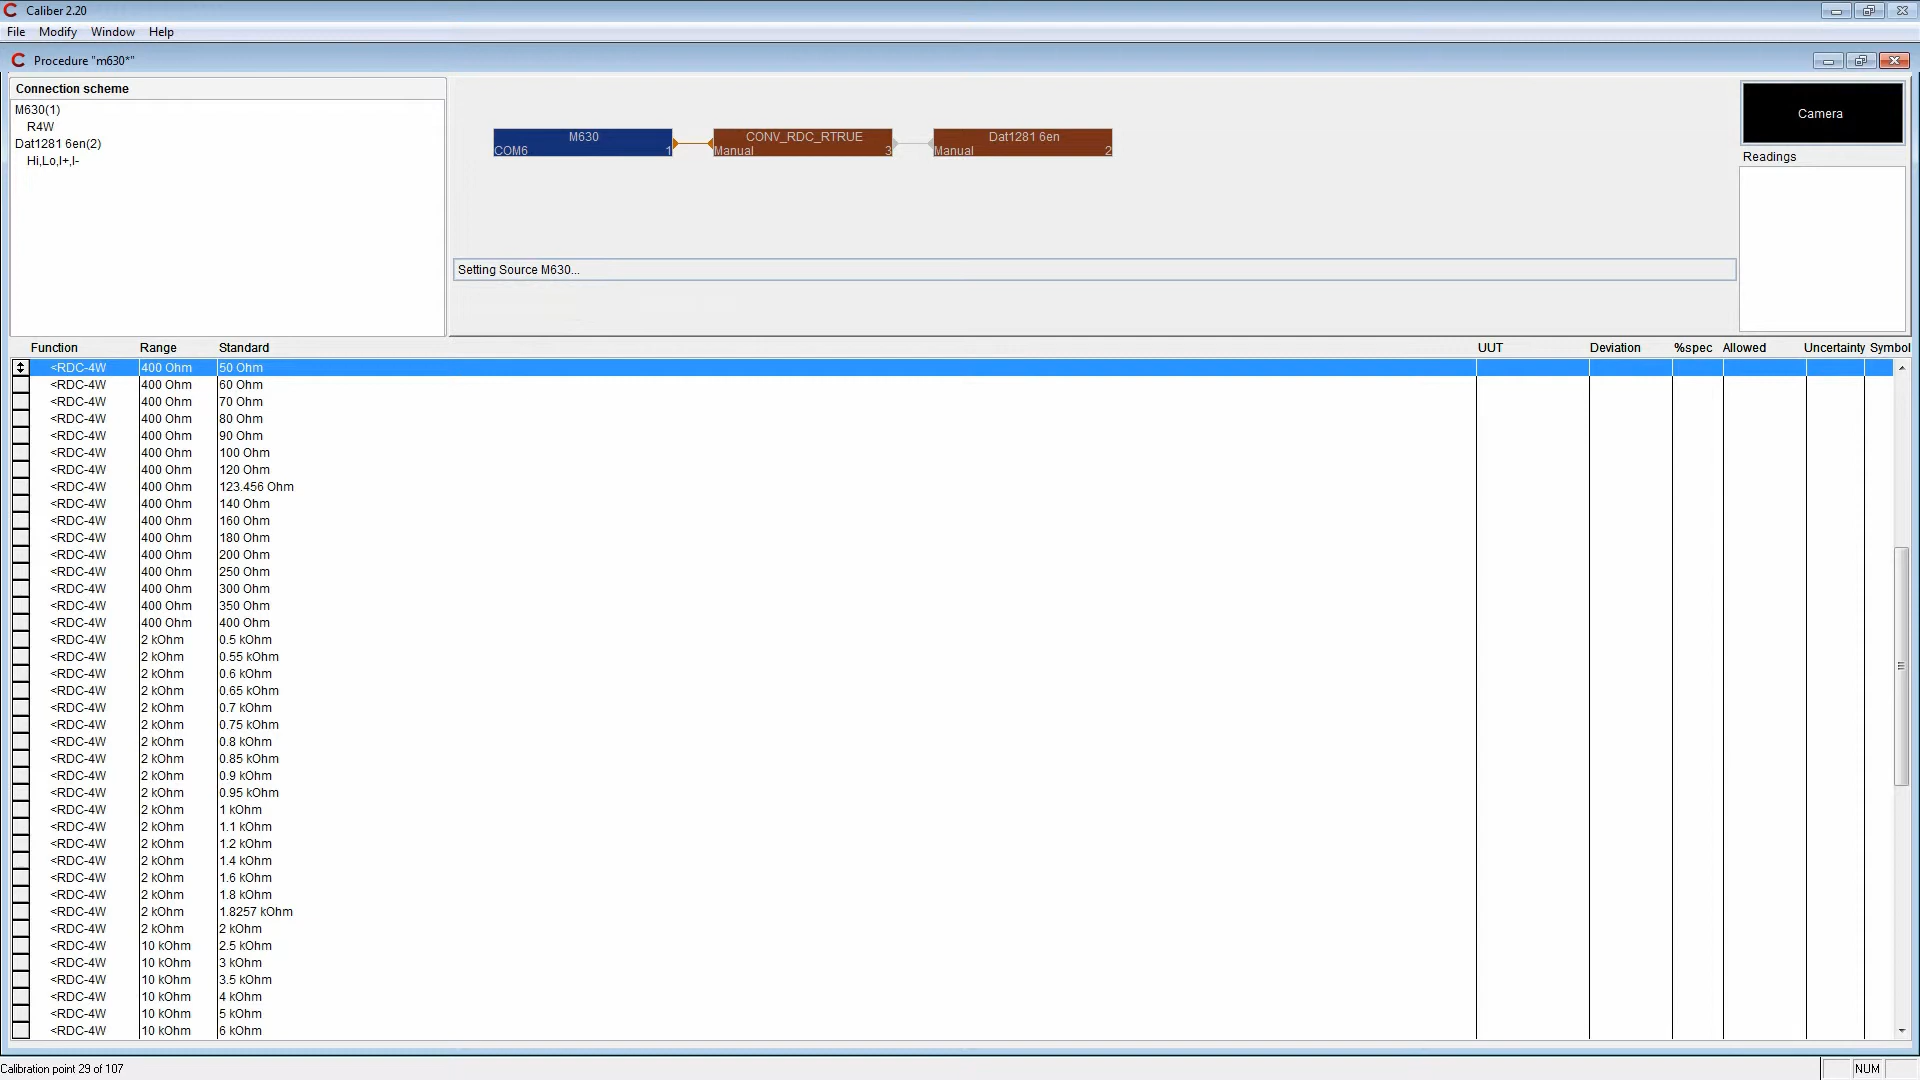 Caliber 2.20
File Modify Window Help
Procedure "m630*"
Connection scheme
M630(1)
R4W
Dat1281 6en(2)
Hi,Lo,I+,I-
M630
COM6 1
CONV_RDC_RTRUE
Manual 3
Dat1281 6en
Manual 2
Setting Source M630...
Camera
Readings
Function Range Standard UUT Deviation %spec Allowed Uncertainty Symbol
<RDC-4W 400 Ohm 50 Ohm
<RDC-4W 400 Ohm 60 Ohm
<RDC-4W 400 Ohm 70 Ohm
<RDC-4W 400 Ohm 80 Ohm
<RDC-4W 400 Ohm 90 Ohm
<RDC-4W 400 Ohm 100 Ohm
<RDC-4W 400 Ohm 120 Ohm
<RDC-4W 400 Ohm 123.456 Ohm
<RDC-4W 400 Ohm 140 Ohm
<RDC-4W 400 Ohm 160 Ohm
<RDC-4W 400 Ohm 180 Ohm
<RDC-4W 400 Ohm 200 Ohm
<RDC-4W 400 Ohm 250 Ohm
<RDC-4W 400 Ohm 300 Ohm
<RDC-4W 400 Ohm 350 Ohm
<RDC-4W 400 Ohm 400 Ohm
<RDC-4W 2 kOhm 0.5 kOhm
<RDC-4W 2 kOhm 0.55 kOhm
<RDC-4W 2 kOhm 0.6 kOhm
<RDC-4W 2 kOhm 0.65 kOhm
<RDC-4W 2 kOhm 0.7 kOhm
<RDC-4W 2 kOhm 0.75 kOhm
<RDC-4W 2 kOhm 0.8 kOhm
<RDC-4W 2 kOhm 0.85 kOhm
<RDC-4W 2 kOhm 0.9 kOhm
<RDC-4W 2 kOhm 0.95 kOhm
<RDC-4W 2 kOhm 1 kOhm
<RDC-4W 2 kOhm 1.1 kOhm
<RDC-4W 2 kOhm 1.2 kOhm
<RDC-4W 2 kOhm 1.4 kOhm
<RDC-4W 2 kOhm 1.6 kOhm
<RDC-4W 2 kOhm 1.8 kOhm
<RDC-4W 2 kOhm 1.8257 kOhm
<RDC-4W 2 kOhm 2 kOhm
<RDC-4W 10 kOhm 2.5 kOhm
<RDC-4W 10 kOhm 3 kOhm
<RDC-4W 10 kOhm 3.5 kOhm
<RDC-4W 10 kOhm 4 kOhm
<RDC-4W 10 kOhm 5 kOhm
<RDC-4W 10 kOhm 6 kOhm
Calibration point 29 of 107
NUM